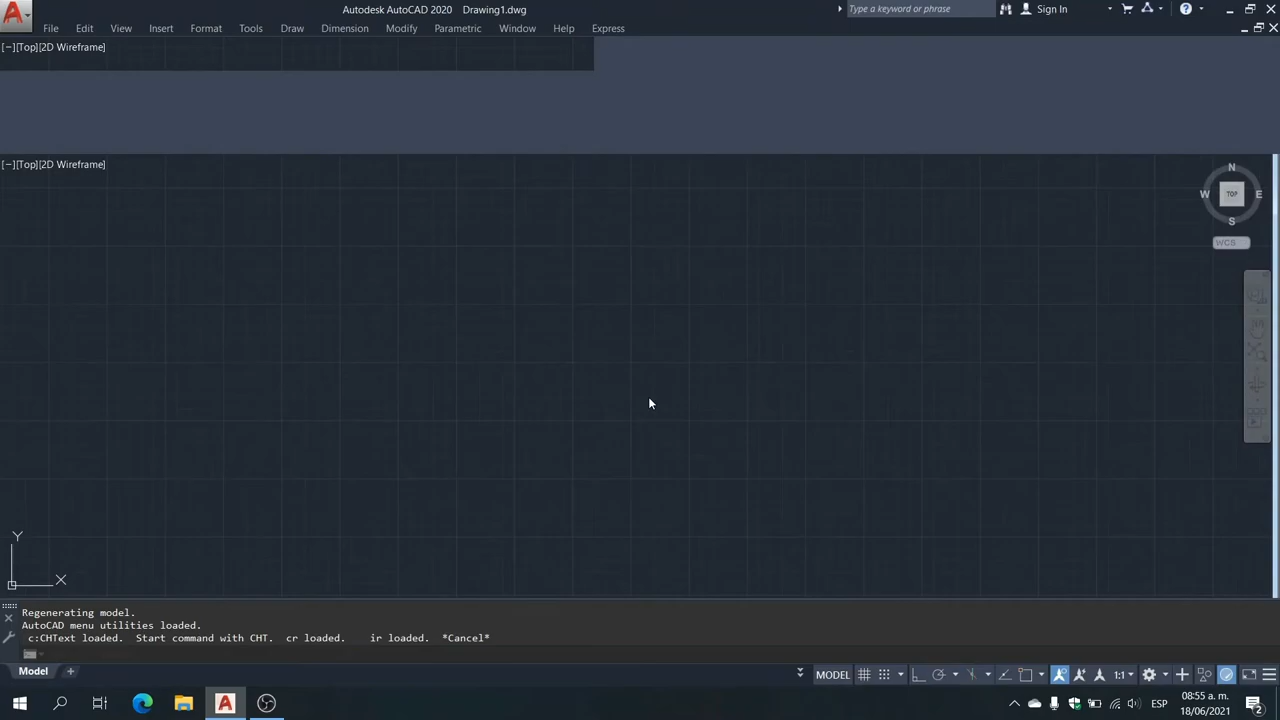 Autodesk AutoCAD 2020 Drawing1.dwg
Type a keyword or phrase
Sign In
File Edit View Insert Format Tools Draw Dimension Modify Parametric Window Help Express
[−][Top][2D Wireframe]
[−][Top][2D Wireframe]
N
W TOP E
S
WCS
Y
X
Regenerating model.
AutoCAD menu utilities loaded.
c:CHText loaded. Start command with CHT. cr loaded. ir loaded. *Cancel*
Model
MODEL
1:1
08:55 a. m.
ESP
18/06/2021
2